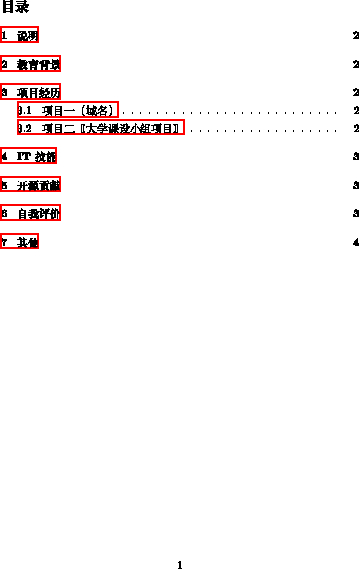 目录
1 说明 2
2 教育背景 2
3 项目经历 2
3.1 项目一（域名） . . . . . . . . . . . . . . . . . . . . . . . . . . . 2
3.2 项目二〖大学课设小组项目〗 . . . . . . . . . . . . . . . . . . . 2
4 IT 技能 3
5 开源贡献 3
6 自我评价 3
7 其他 4
1